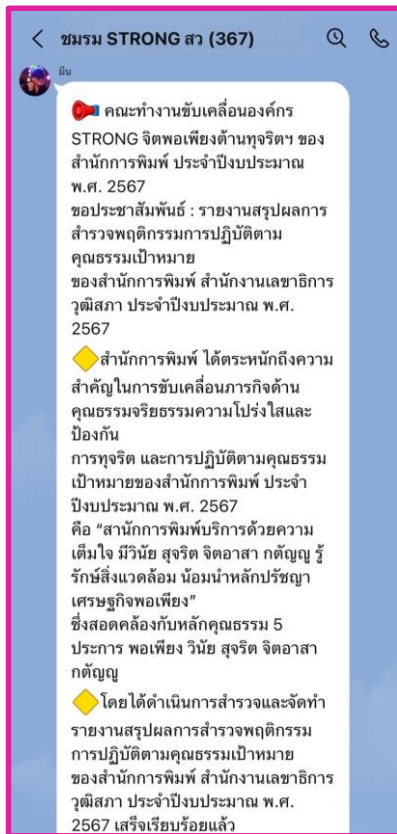 ชมรม STRONG สว (367)
มีน
คณะทำงานขับเคลื่อนองค์กร
STRONG จิตพอเพียงต้านทุจริตฯ ของ
สำนักการพิมพ์ ประจำปีงบประมาณ
พ.ศ. 2567
ขอประชาสัมพันธ์ : รายงานสรุปผลการ
สำรวจพฤติกรรมการปฏิบัติตาม
คุณธรรมเป้าหมาย
ของสำนักการพิมพ์ สำนักงานเลขาธิการ
วุฒิสภา ประจำปีงบประมาณ พ.ศ.
2567
สำนักการพิมพ์ ได้ตระหนักถึงความ
สำคัญในการขับเคลื่อนภารกิจด้าน
คุณธรรมจริยธรรมความโปร่งใสและ
ป้องกัน
การทุจริต และการปฏิบัติตามคุณธรรม
เป้าหมายของสำนักการพิมพ์ ประจำ
ปีงบประมาณ พ.ศ. 2567
คือ “สานักการพิมพ์บริการด้วยความ
เต็มใจ มีวินัย สุจริต จิตอาสา กตัญญู รู้
รักษ์สิ่งแวดล้อม น้อมนำหลักปรัชญา
เศรษฐกิจพอเพียง”
ซึ่งสอดคล้องกับหลักคุณธรรม 5
ประการ พอเพียง วินัย สุจริต จิตอาสา
กตัญญู
โดยได้ดำเนินการสำรวจและจัดทำ
รายงานสรุปผลการสำรวจพฤติกรรม
การปฏิบัติตามคุณธรรมเป้าหมาย
ของสำนักการพิมพ์ สำนักงานเลขาธิการ
วุฒิสภา ประจำปีงบประมาณ พ.ศ.
2567 เสร็จเรียบร้อยแล้ว